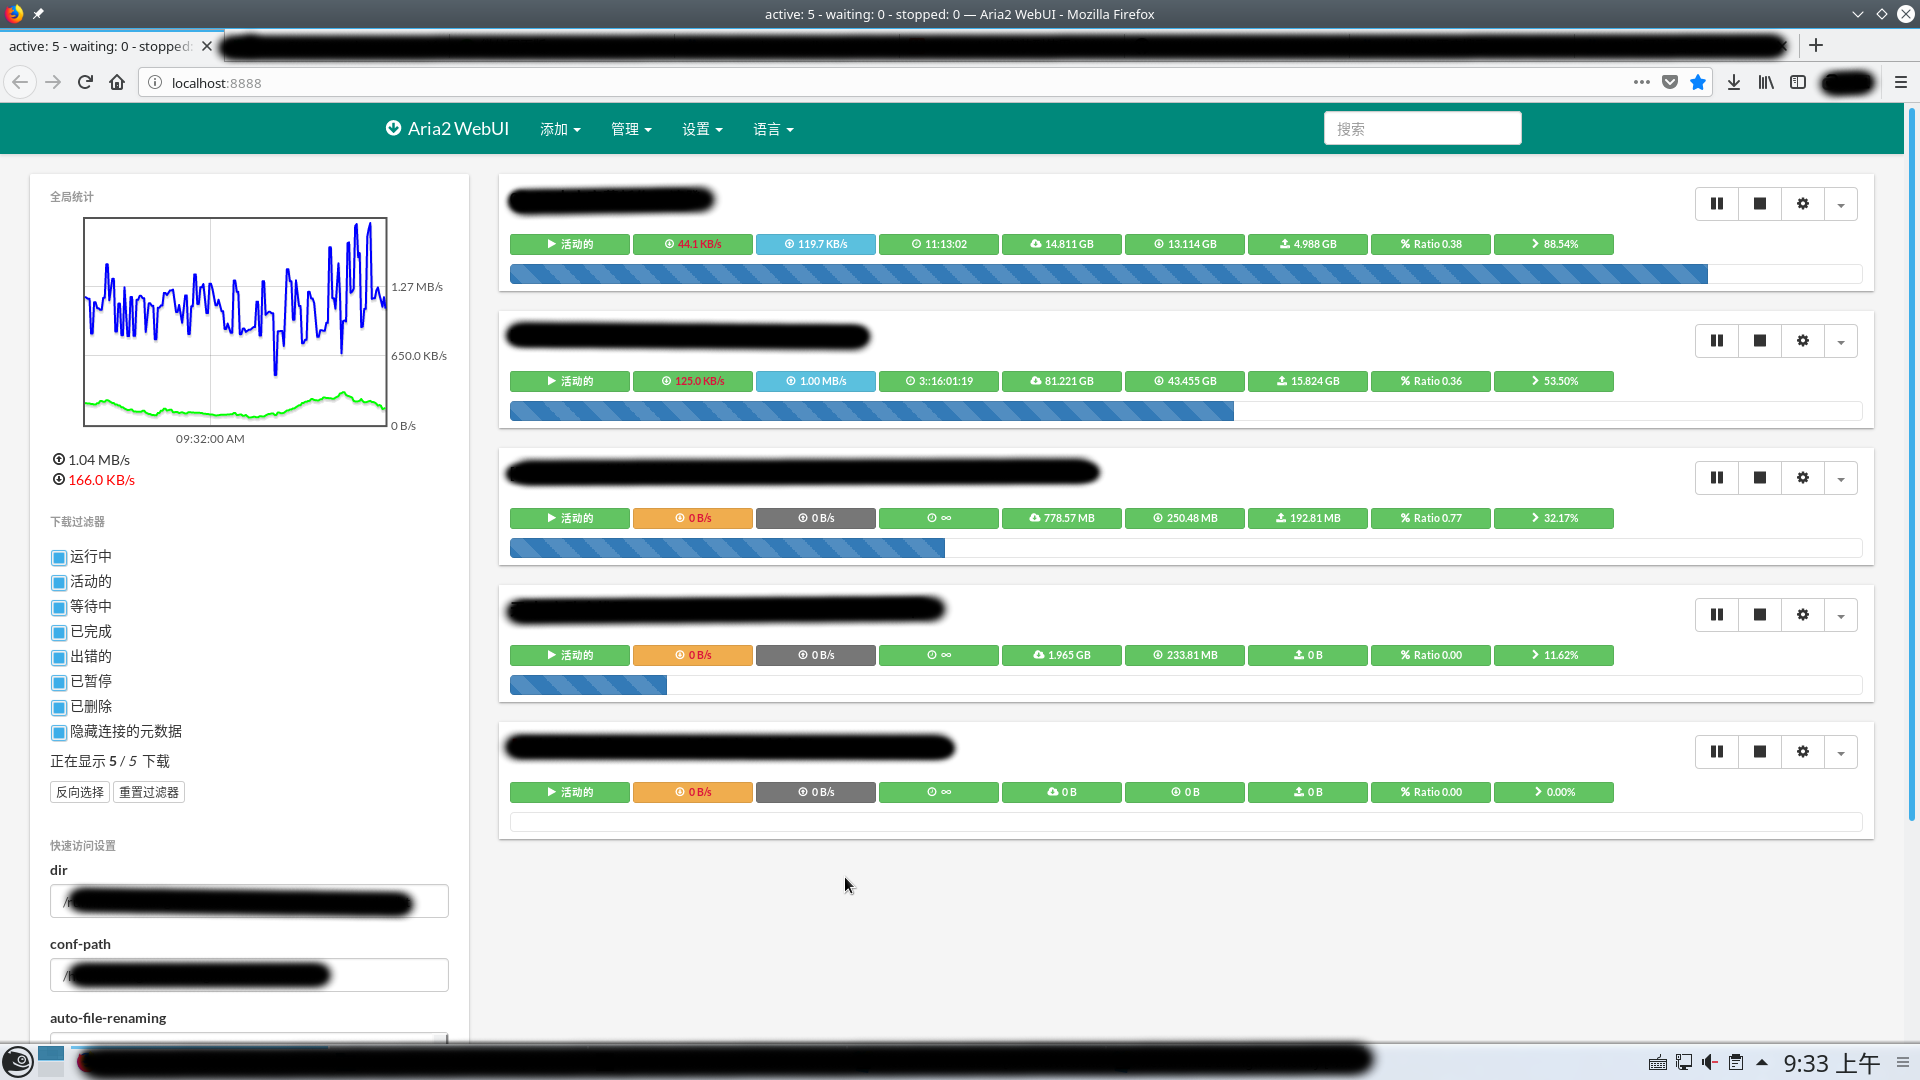 active: 5 - waiting: 0 - stopped: 0 — Aria2 WebUI - Mozilla Firefox
active: 5 - waiting: 0 - stopped:
localhost:8888
Aria2 WebUI 添加 管理 设置 语言 搜索
全局统计
1.27 MB/s
650.0 KB/s
0 B/s
09:32:00 AM
1.04 MB/s
166.0 KB/s
下载过滤器
运行中
活动的
等待中
已完成
出错的
已暂停
已删除
隐藏连接的元数据
正在显示 5 / 5 下载
反向选择 重置过滤器
快速访问设置
dir
conf-path
auto-file-renaming
活动的 44.1 KB/s 119.7 KB/s 11:13:02 14.811 GB 13.114 GB 4.988 GB Ratio 0.38 88.54%
活动的 125.0 KB/s 1.00 MB/s 3::16:01:19 81.221 GB 43.455 GB 15.824 GB Ratio 0.36 53.50%
活动的 0 B/s 0 B/s ∞ 778.57 MB 250.48 MB 192.81 MB Ratio 0.77 32.17%
活动的 0 B/s 0 B/s ∞ 1.965 GB 233.81 MB 0 B Ratio 0.00 11.62%
活动的 0 B/s 0 B/s ∞ 0 B 0 B 0 B Ratio 0.00 0.00%
9:33 上午